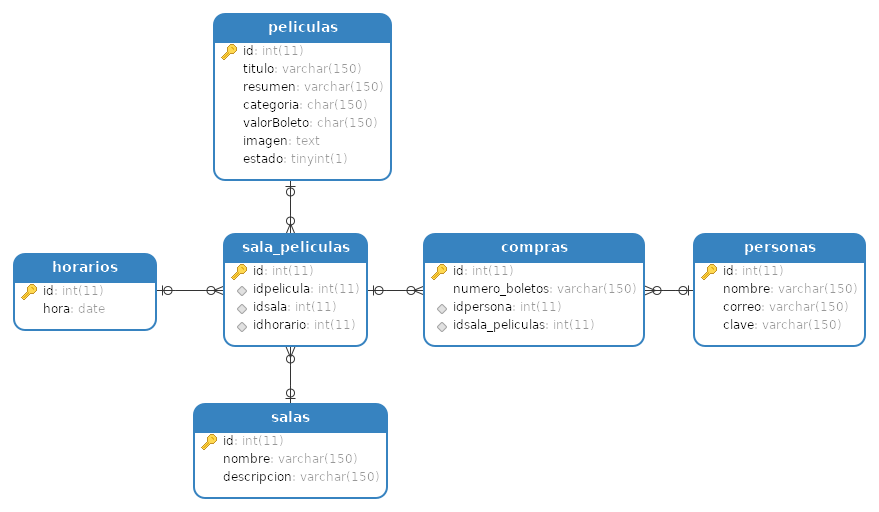 peliculas
id: int(11)
titulo: varchar(150)
resumen: varchar(150)
categoria: char(150)
valorBoleto: char(150)
imagen: text
estado: tinyint(1)
horarios
id: int(11)
hora: date
sala_peliculas
id: int(11)
idpelicula: int(11)
idsala: int(11)
idhorario: int(11)
compras
id: int(11)
numero_boletos: varchar(150)
idpersona: int(11)
idsala_peliculas: int(11)
personas
id: int(11)
nombre: varchar(150)
correo: varchar(150)
clave: varchar(150)
salas
id: int(11)
nombre: varchar(150)
descripcion: varchar(150)